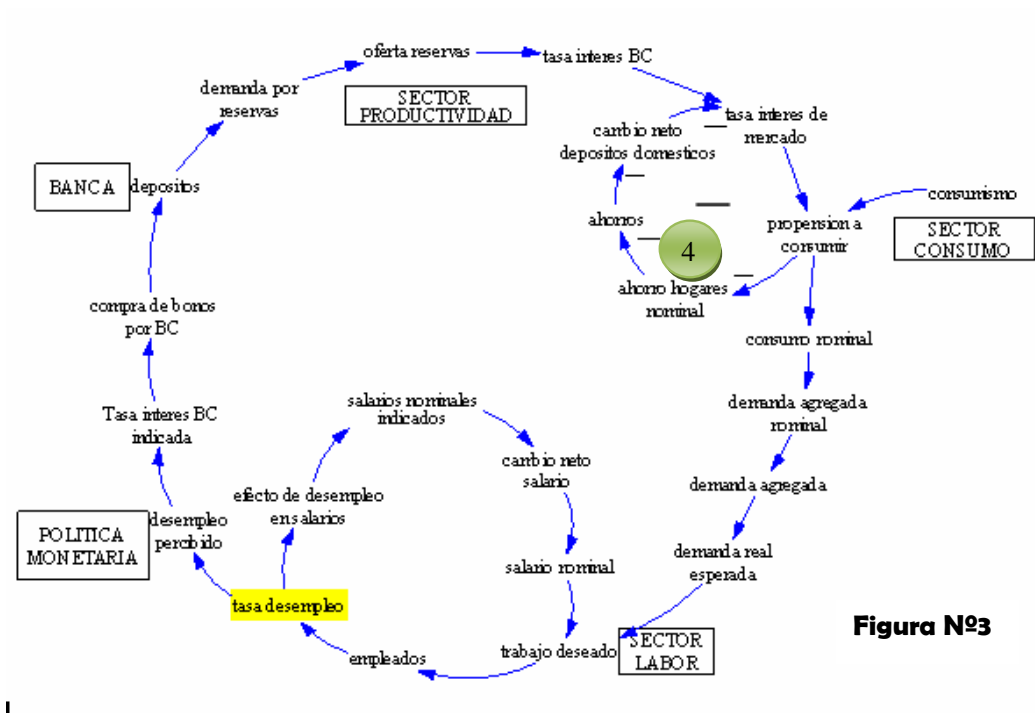 oferta reservas
tasa interes BC
demanda por
reservas
SECTOR
PRODUCTIVIDAD
tasa interes de
mercado
cambio neto
depositos domesticos
BANCA
depositos
consumismo
ahorros
propension a
consumir
SECTOR
CONSUMO
4
ahorro hogares
nominal
compra de bonos
por BC
consumo nominal
salarios nominales
indicados
demanda agregada
nominal
Tasa interes BC
indicada
cambio neto
salario
demanda agregada
efecto de desempleo
en salarios
POLITICA
MONETARIA
desempleo
percibido
demanda real
esperada
salario nominal
tasa desempleo
Figura Nº3
empleados
trabajo deseado
SECTOR
LABOR